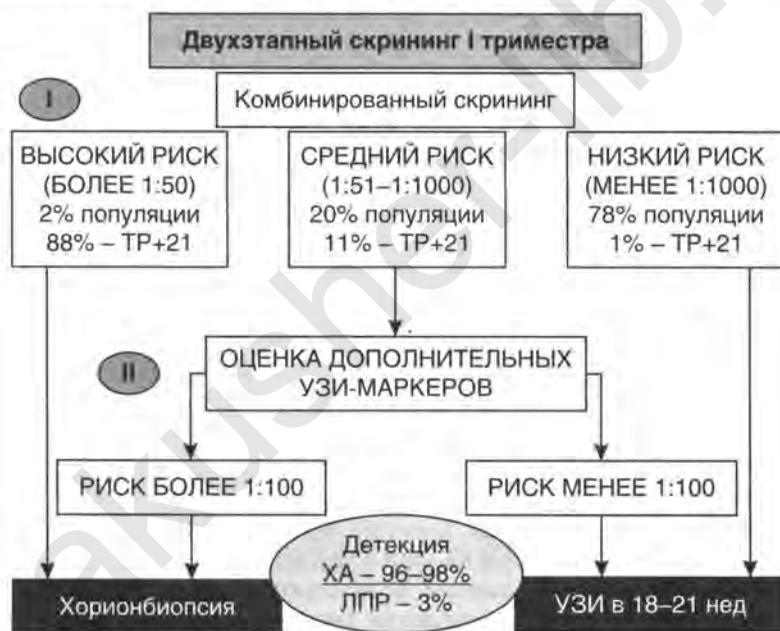 Двухэтапный скрининг I триместра
I
Комбинированный скрининг
ВЫСОКИЙ РИСК
(БОЛЕЕ 1:50)
2% популяции
88% – ТР+21
СРЕДНИЙ РИСК
(1:51–1:1000)
20% популяции
11% – ТР+21
НИЗКИЙ РИСК
(МЕНЕЕ 1:1000)
78% популяции
1% – ТР+21
II
ОЦЕНКА ДОПОЛНИТЕЛЬНЫХ
УЗИ-МАРКЕРОВ
РИСК БОЛЕЕ 1:100
РИСК МЕНЕЕ 1:100
Детекция
ХА – 96–98%
ЛПР – 3%
Хорионбиопсия
УЗИ в 18–21 нед
akusher-lib.